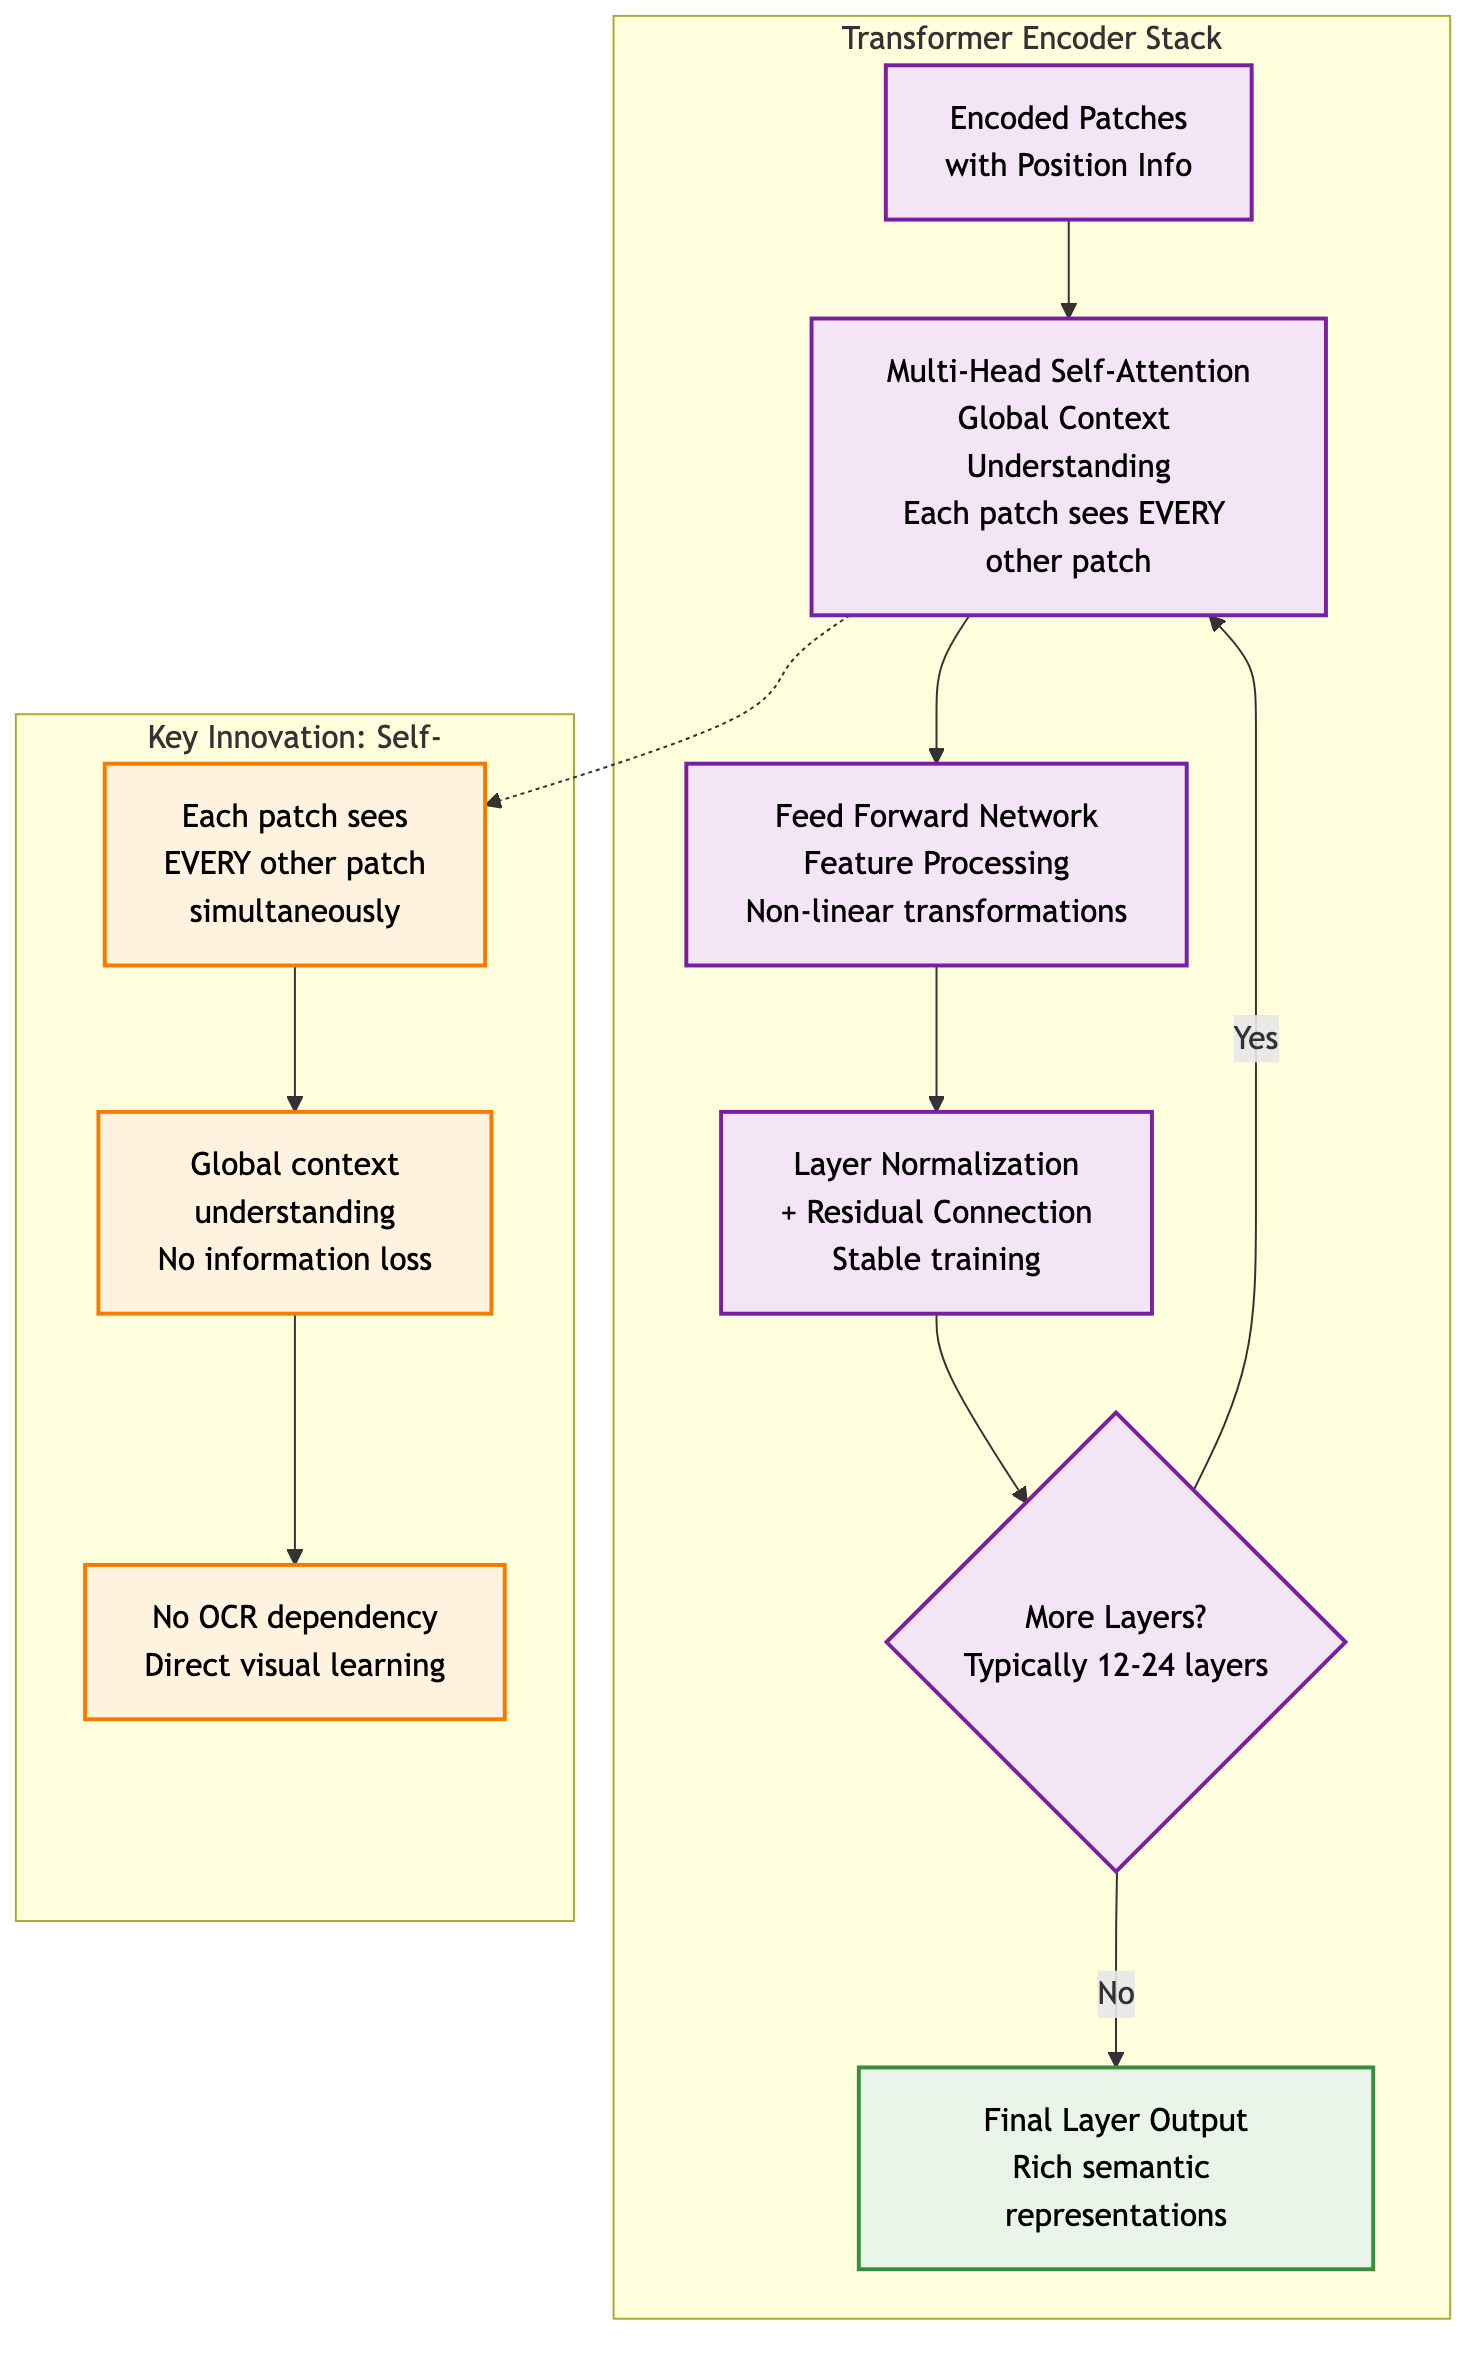 Transformer Encoder Stack
Encoded Patches
with Position Info
Multi-Head Self-Attention
Global Context
Understanding
Each patch sees EVERY
other patch
Key Innovation: Self-
Each patch sees
EVERY other patch
simultaneously
Feed Forward Network
Feature Processing
Non-linear transformations
Yes
Global context
understanding
No information loss
Layer Normalization
+ Residual Connection
Stable training
No OCR dependency
Direct visual learning
More Layers?
Typically 12-24 layers
No
Final Layer Output
Rich semantic
representations